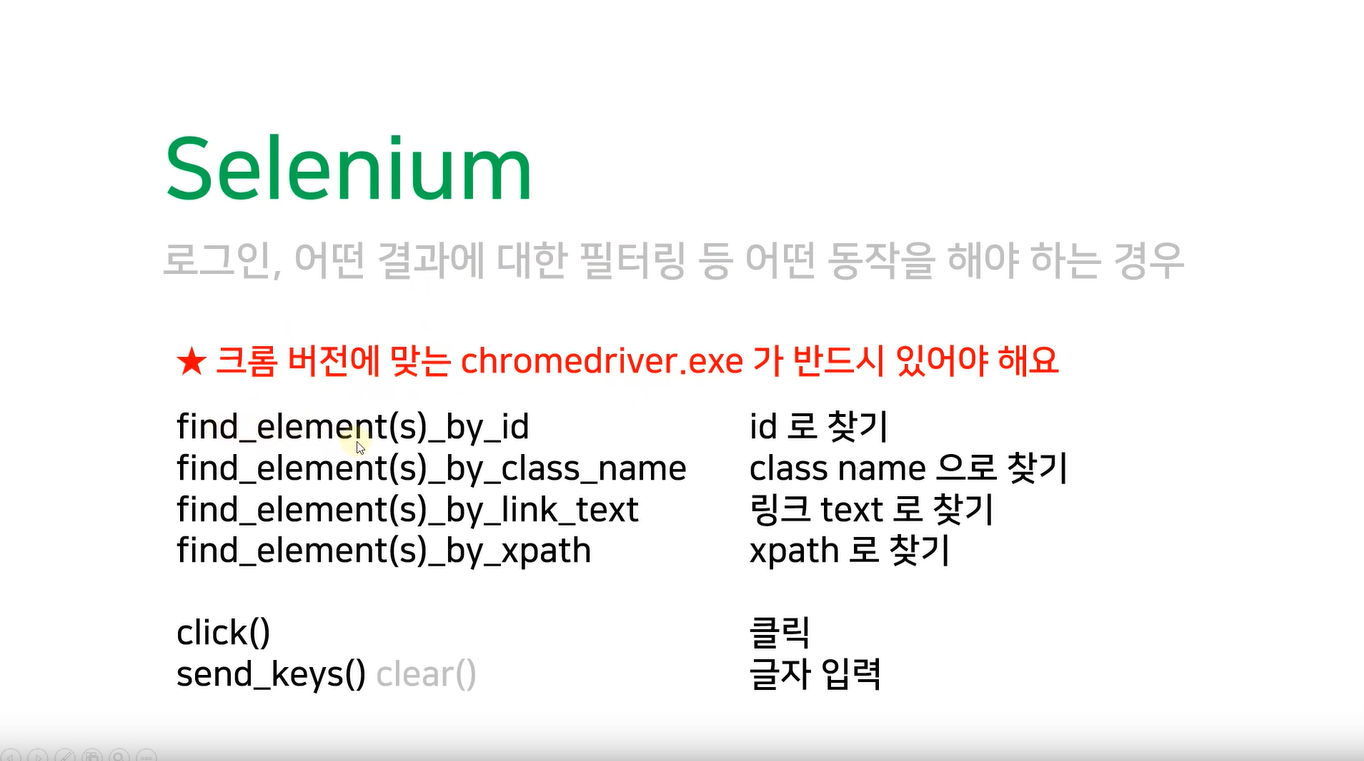 Selenium
로그인, 어떤 결과에 대한 필터링 등 어떤 동작을 해야 하는 경우
★ 크롬 버전에 맞는 chromedriver.exe 가 반드시 있어야 해요
find_element(s)_by_id id 로 찾기
find_element(s)_by_class_name class name 으로 찾기
find_element(s)_by_link_text 링크 text 로 찾기
find_element(s)_by_xpath xpath 로 찾기
click() 클릭
send_keys() clear() 글자 입력